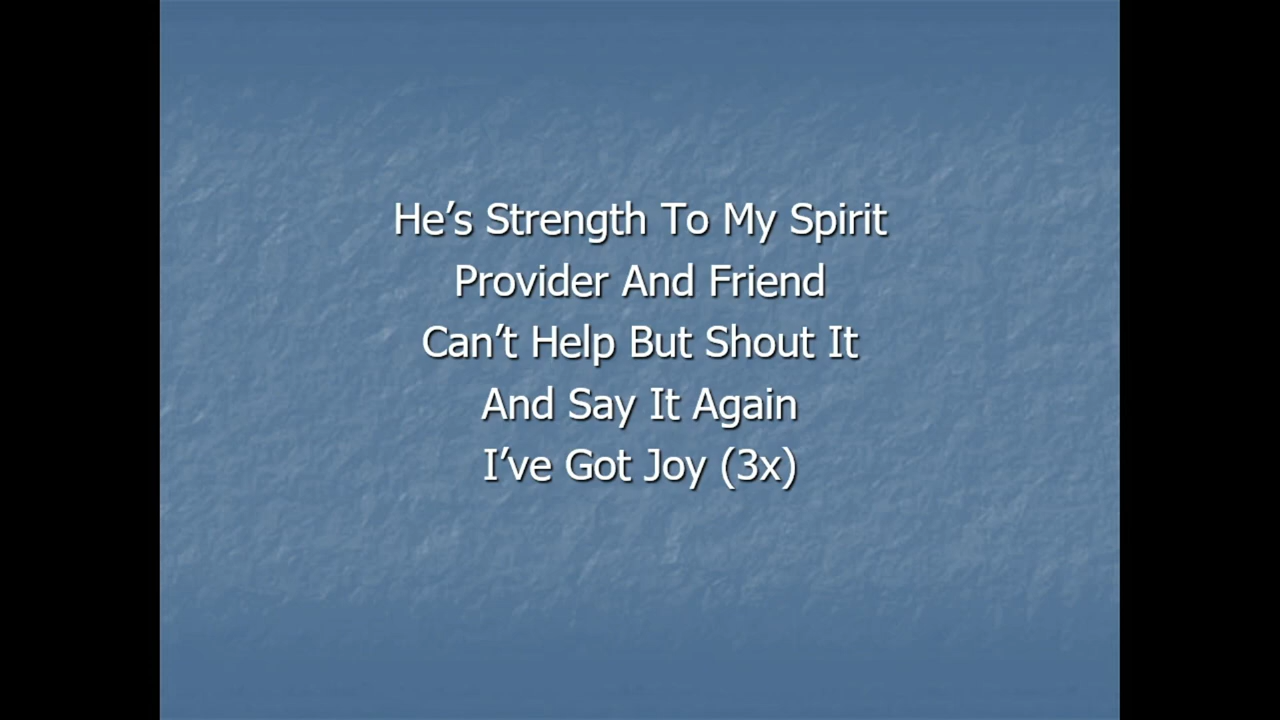 He’s Strength To My Spirit
Provider And Friend
Can’t Help But Shout It
And Say It Again
I’ve Got Joy (3x)